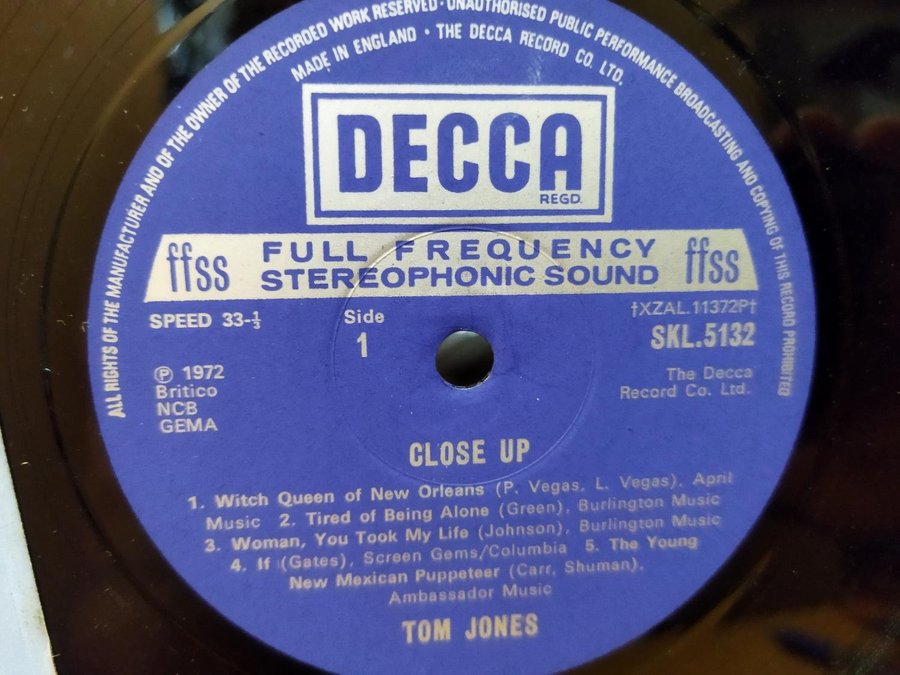 ALL RIGHTS OF THE MANUFACTURER AND OF THE OWNER OF THE RECORDED WORK RESERVED · UNAUTHORISED PUBLIC PERFORMANCE BROADCASTING AND COPYING OF THIS RECORD PROHIBITED
MADE IN ENGLAND · THE DECCA RECORD CO. LTD.
DECCA
REGD.
ffss FULL FREQUENCY STEREOPHONIC SOUND ffss
SPEED 33-⅓
Side
1
†XZAL.11372P†
SKL.5132
The Decca
Record Co. Ltd.
Ⓟ 1972
Britico
NCB
GEMA
CLOSE UP
1. Witch Queen of New Orleans (P. Vegas, L. Vegas), April
Music 2. Tired of Being Alone (Green), Burlington Music
3. Woman, You Took My Life (Johnson), Burlington Music
4. If (Gates), Screen Gems/Columbia 5. The Young
New Mexican Puppeteer (Carr, Shuman),
Ambassador Music
TOM JONES